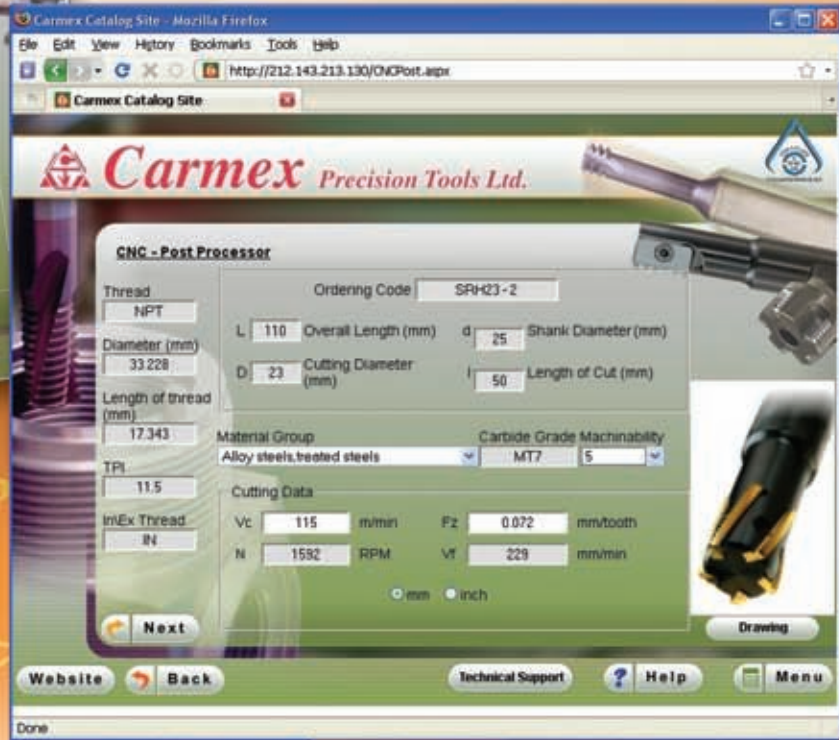 Carmex Catalog Site - Mozilla Firefox
File Edit View History Bookmarks Tools Help
http://212.143.213.130/CNCPost.aspx
Carmex Catalog Site
Carmex Precision Tools Ltd.
CNC - Post Processor
Thread
NPT
Diameter (mm)
33.228
Length of thread
(mm)
17.343
TPI
11.5
In\Ex Thread
IN
Ordering Code SRH23-2
L 110 Overall Length (mm) d 25 Shank Diameter (mm)
D 23 Cutting Diameter
(mm) l 50 Length of Cut (mm)
Material Group Carbide Grade Machinability
Alloy steels,treated steels MT7 5
Cutting Data
Vc 115 m/min Fz 0.072 mm/tooth
N 1592 RPM Vf 229 mm/min
mm inch
Next
Drawing
Website Back Technical Support ? Help Menu
Done